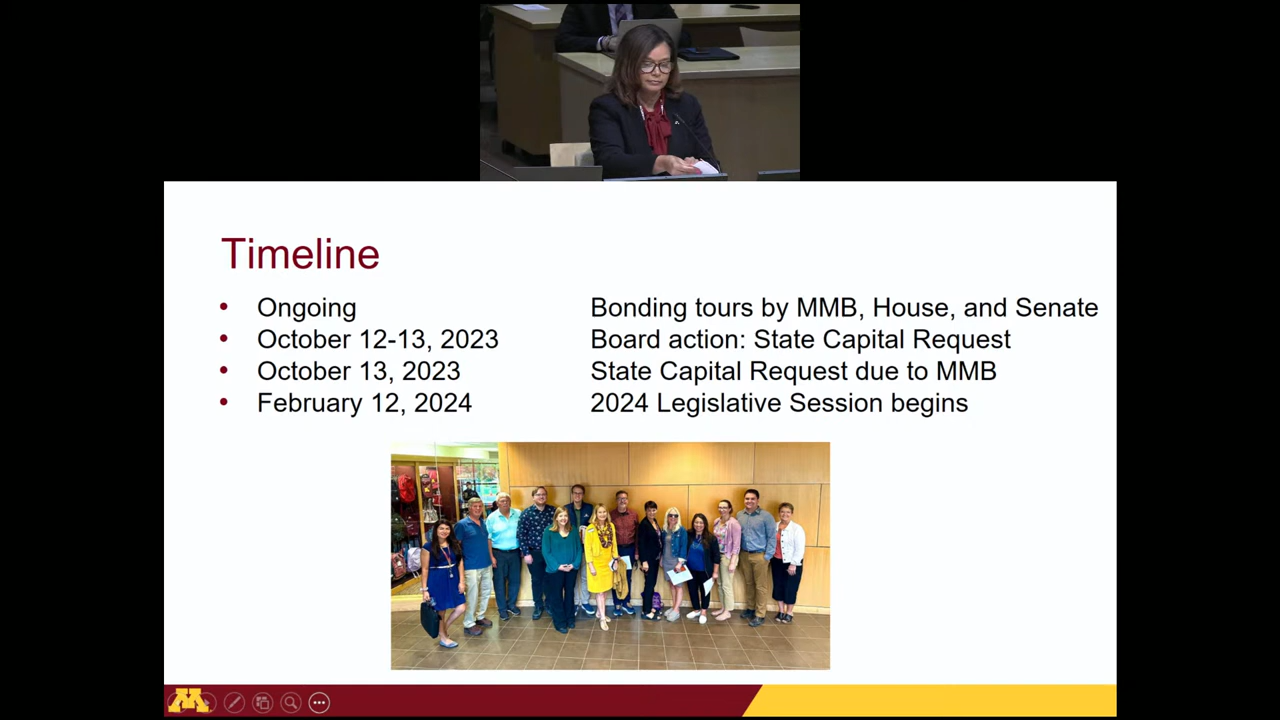 Timeline
• Ongoing Bonding tours by MMB, House, and Senate
• October 12-13, 2023 Board action: State Capital Request
• October 13, 2023 State Capital Request due to MMB
• February 12, 2024 2024 Legislative Session begins
M